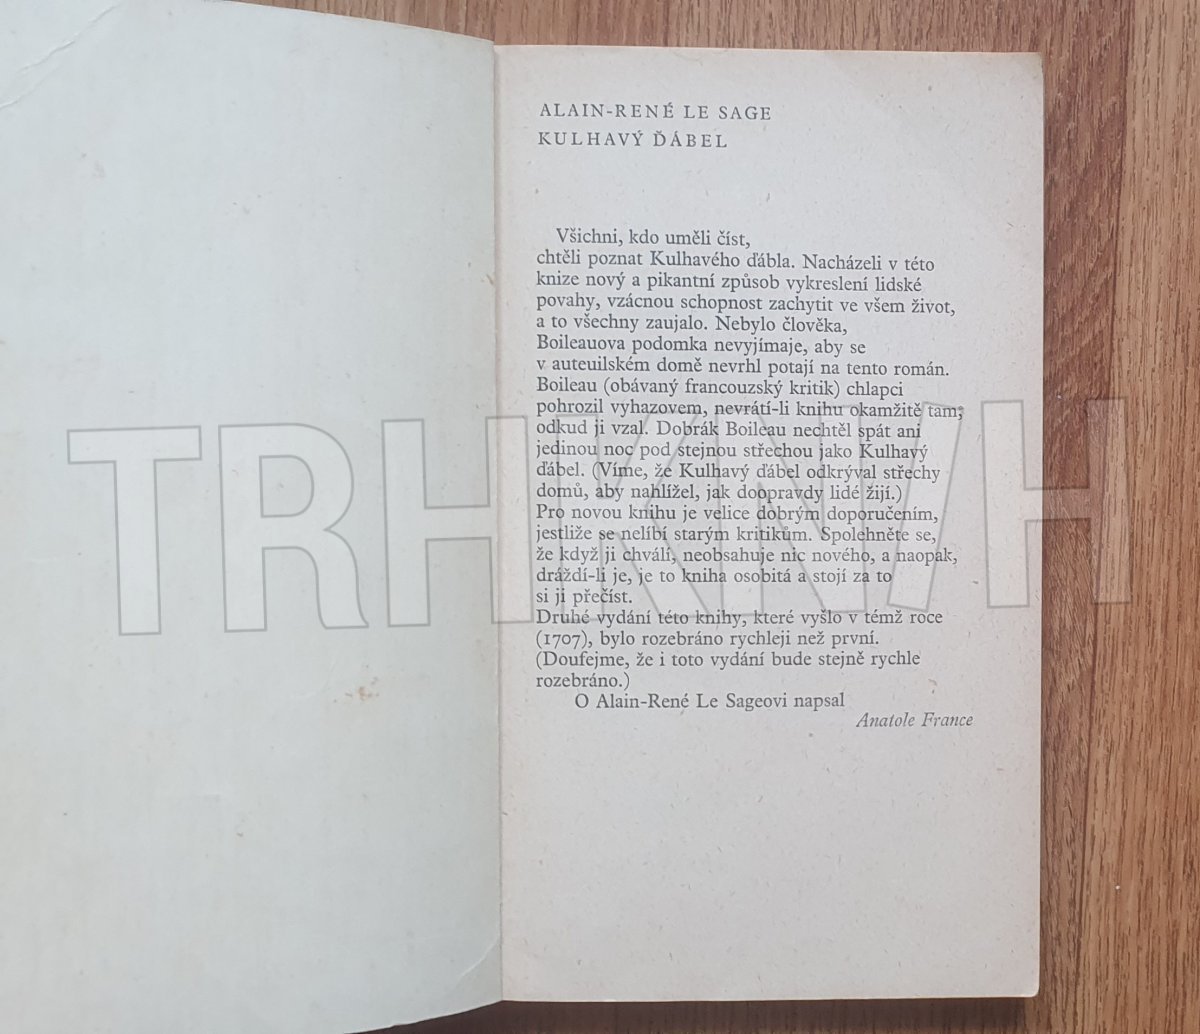 ALAIN-RENÉ LE SAGE
KULHAVÝ ĎÁBEL
Všichni, kdo uměli číst,
chtěli poznat Kulhavého ďábla. Nacházeli v této
knize nový a pikantní způsob vykreslení lidské
povahy, vzácnou schopnost zachytit ve všem život,
a to všechny zaujalo. Nebylo člověka,
Boileauova podomka nevyjímaje, aby se
v auteuilském domě nevrhl potají na tento román.
Boileau (obávaný francouzský kritik) chlapci
pohrozil vyhazovem, nevrátí-li knihu okamžitě tam,
odkud ji vzal. Dobrák Boileau nechtěl spát ani
jedinou noc pod stejnou střechou jako Kulhavý
ďábel. (Víme, že Kulhavý ďábel odkrýval střechy
domů, aby nahlížel, jak doopravdy lidé žijí.)
Pro novou knihu je velice dobrým doporučením,
jestliže se nelíbí starým kritikům. Spolehněte se,
že když ji chválí, neobsahuje nic nového, a naopak,
dráždí-li je, je to kniha osobitá a stojí za to
si ji přečíst.
Druhé vydání této knihy, které vyšlo v témž roce
(1707), bylo rozebráno rychleji než první.
(Doufejme, že i toto vydání bude stejně rychle
rozebráno.)
O Alain-René Le Sageovi napsal
Anatole France
TRHKNIH